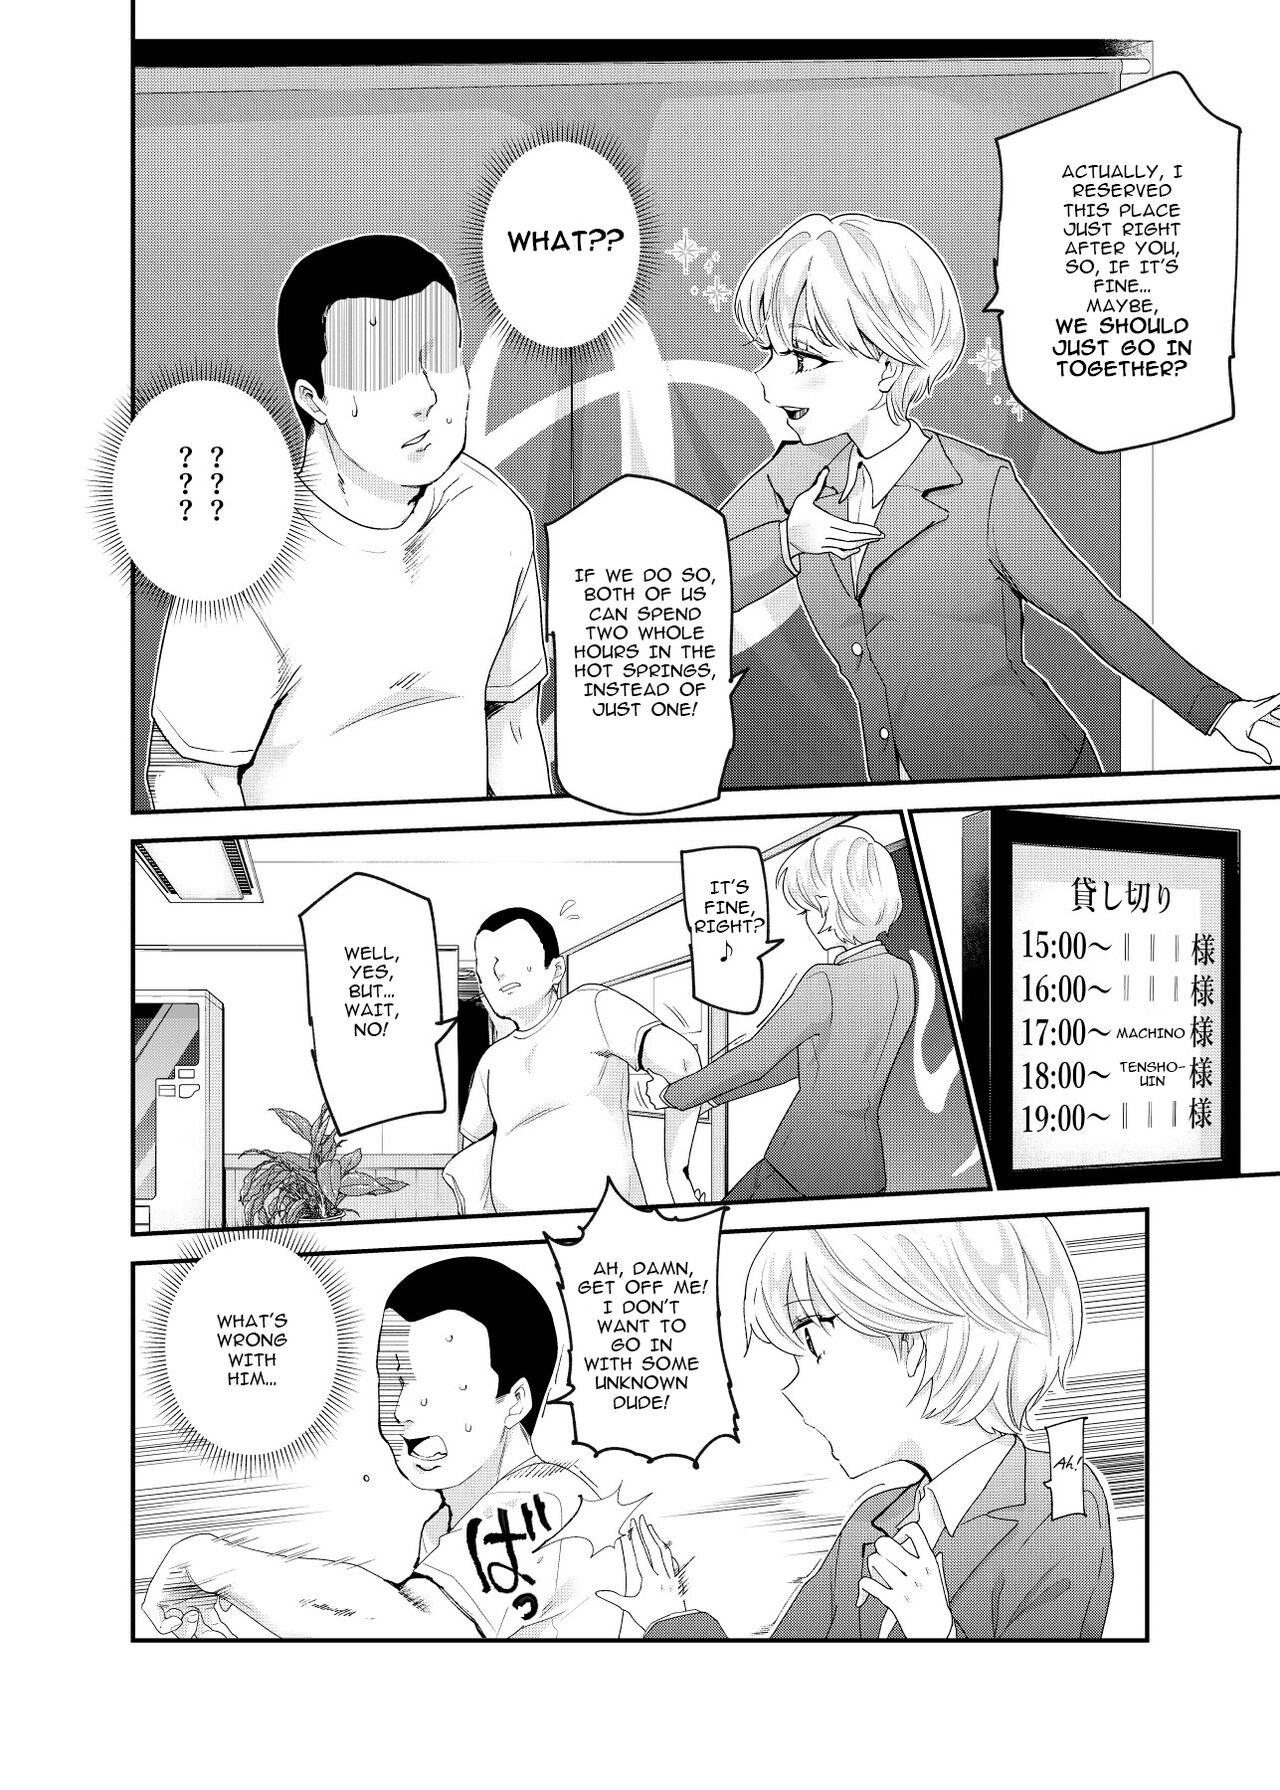 ACTUALLY, I
RESERVED
THIS PLACE
JUST RIGHT
AFTER YOU,
SO, IF IT'S
FINE...
MAYBE,
WE SHOULD
JUST GO IN
TOGETHER?
WHAT??
IF WE DO SO,
BOTH OF US
CAN SPEND
TWO WHOLE
HOURS IN THE
HOT SPRINGS,
INSTEAD OF
JUST ONE!
? ?
? ?
? ?
貸し切り
15:00〜 様
16:00〜 様
17:00〜 MACHINO 様
18:00〜 TENSHO-
UIN 様
19:00〜 様
IT'S
FINE,
RIGHT?
♪
WELL,
YES,
BUT...
WAIT,
NO!
Ah!
AH, DAMN,
GET OFF ME!
I DON'T
WANT TO
GO IN
WITH SOME
UNKNOWN
DUDE!
ばっ
WHAT'S
WRONG
WITH
HIM...